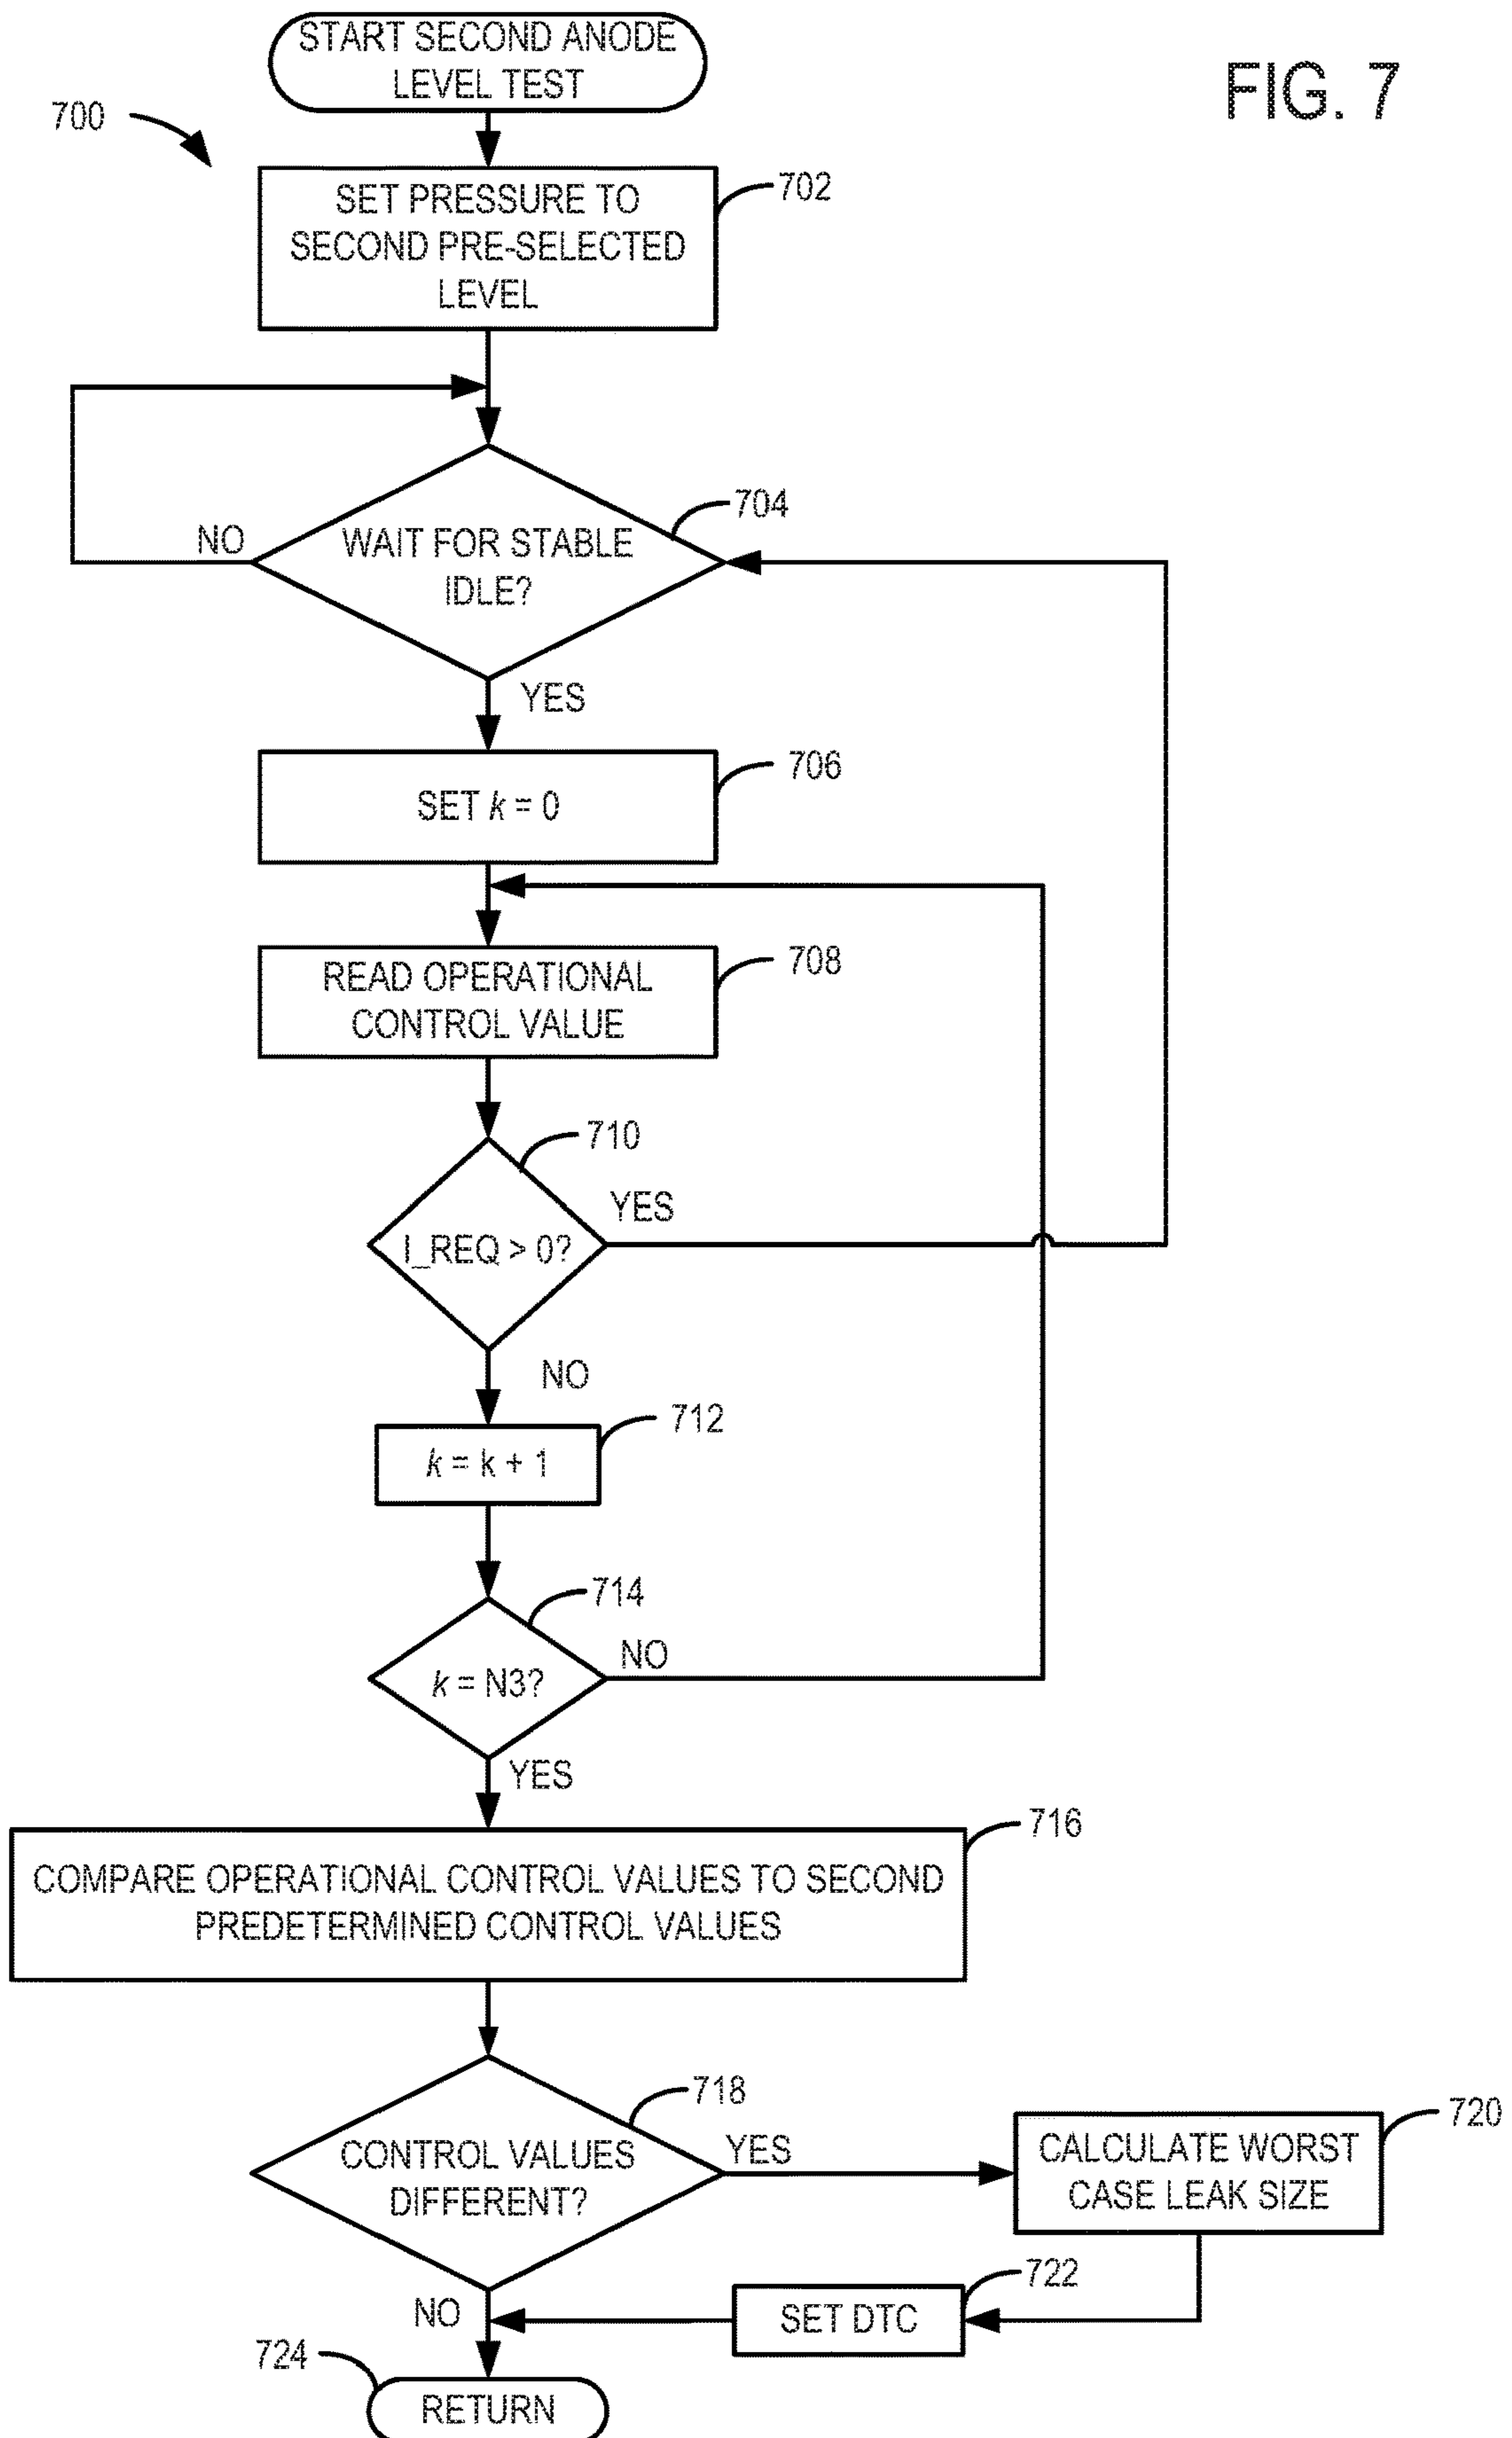 START SECOND ANODE
LEVEL TEST
FIG. 7
700
SET PRESSURE TO
SECOND PRE-SELECTED
LEVEL
702
704
NO
WAIT FOR STABLE
IDLE?
YES
706
SET k = 0
708
READ OPERATIONAL
CONTROL VALUE
710
YES
I_REQ > 0?
NO
712
k = k + 1
714
NO
k = N3?
YES
716
COMPARE OPERATIONAL CONTROL VALUES TO SECOND
PREDETERMINED CONTROL VALUES
718
YES
CONTROL VALUES
DIFFERENT?
720
CALCULATE WORST
CASE LEAK SIZE
722
NO
SET DTC
724
RETURN